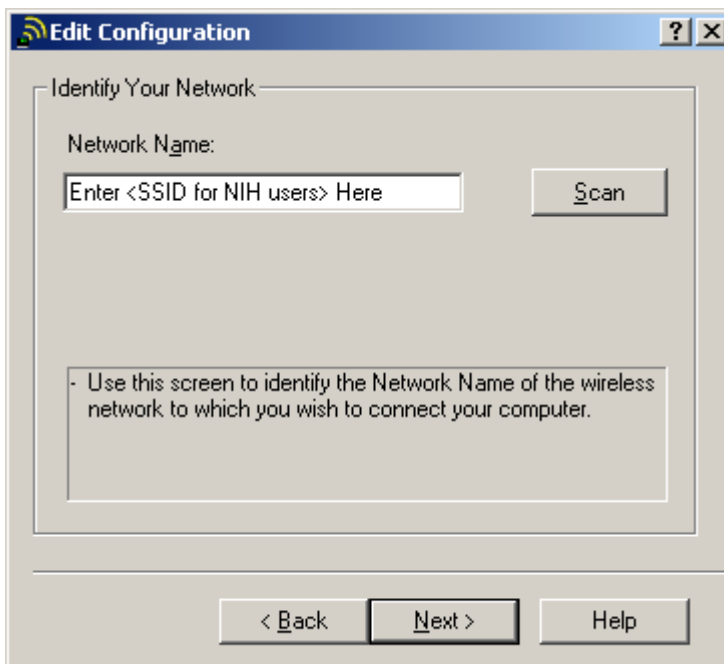 Edit Configuration
Identify Your Network
Network Name:
Enter <SSID for NIH users> Here
Scan
- Use this screen to identify the Network Name of the wireless
network to which you wish to connect your computer.
< Back
Next >
Help